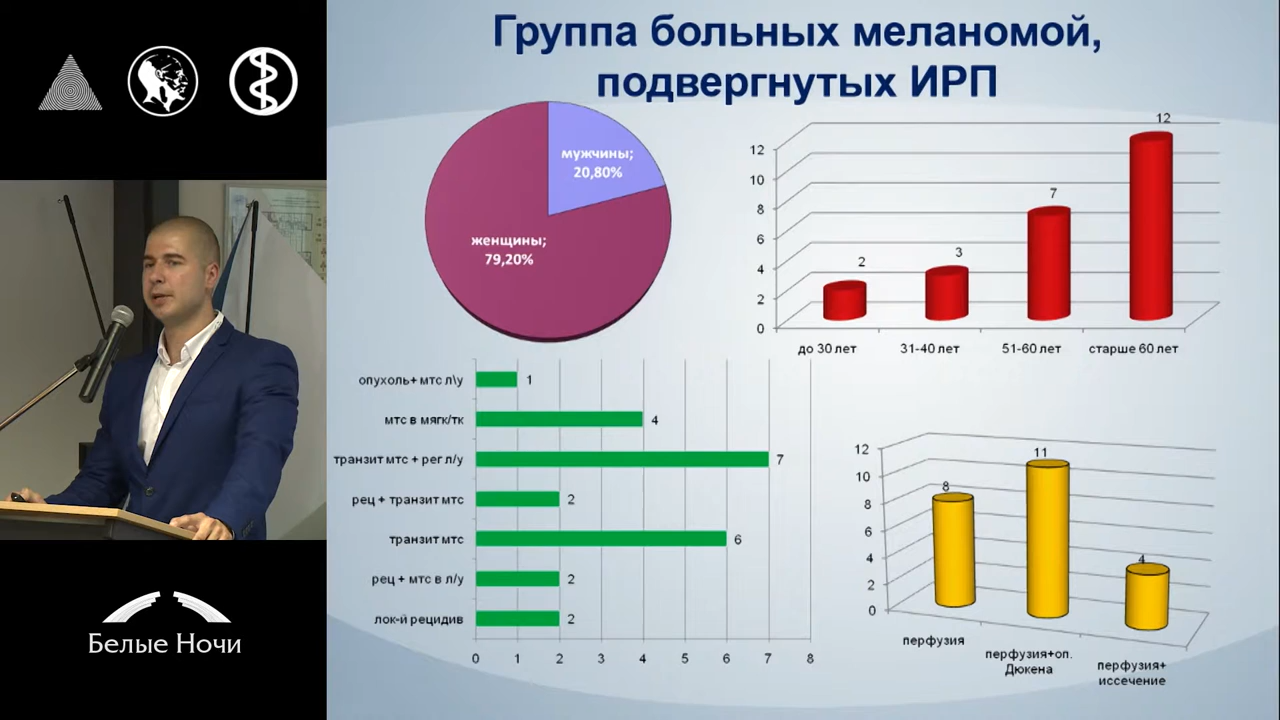 Группа больных меланомой,
подвергнутых ИРП
мужчины;
20,80%
женщины;
79,20%
12
10
8
6
4
2
0
2
3
7
12
до 30 лет
31-40 лет
51-60 лет
старше 60 лет
опухоль+ мтс л\у
1
мтс в мягк/тк
4
транзит мтс + рег л/у
7
рец + транзит мтс
2
транзит мтс
6
рец + мтс в л/у
2
лок-й рецидив
2
0 1 2 3 4 5 6 7 8
12
10
8
6
4
2
0
8
11
4
перфузия
перфузия+оп.
Дюкена
перфузия+
иссечение
Белые Ночи